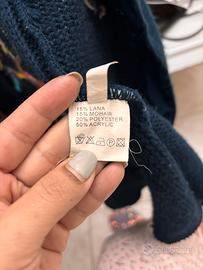 15% LANA
15% MOHAIR
20% POLYESTER
50% ACRYLIC